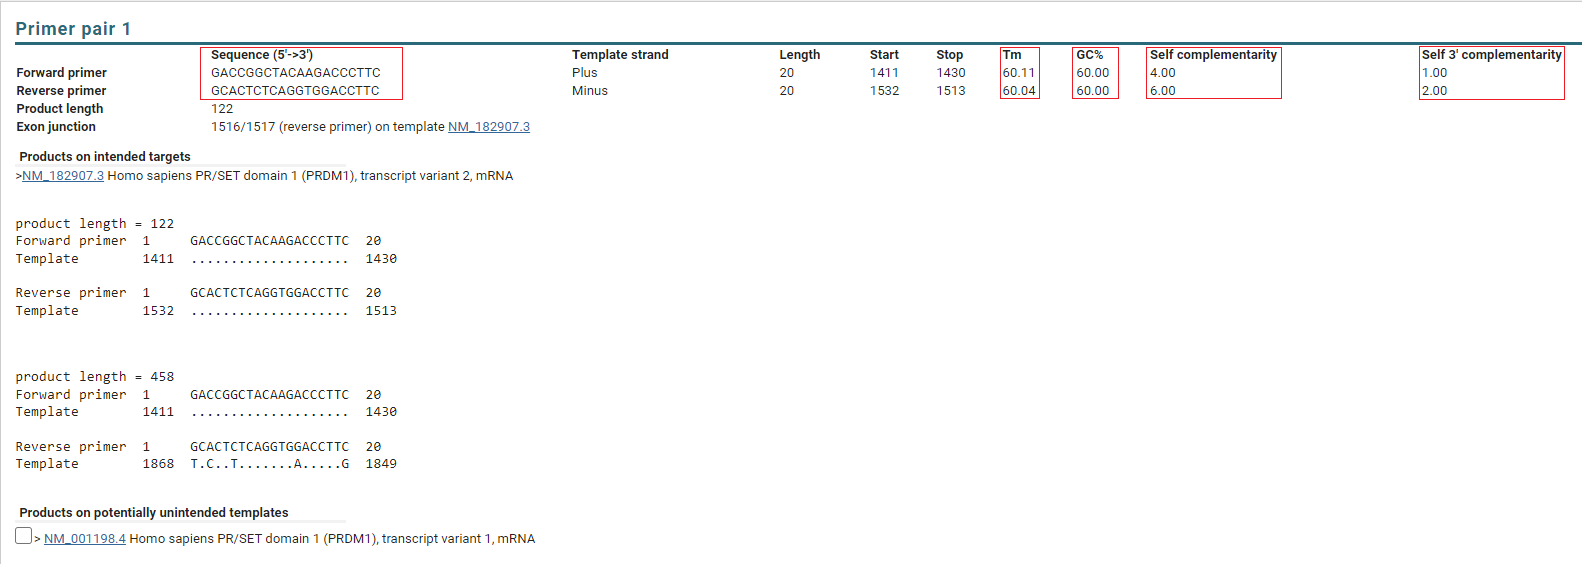 Primer pair 1
Sequence (5'->3') Template strand Length Start Stop Tm GC% Self complementarity Self 3' complementarity
Forward primer GACCGGCTACAAGACCCTTC Plus 20 1411 1430 60.11 60.00 4.00 1.00
Reverse primer GCACTCTCAGGTGGACCTTC Minus 20 1532 1513 60.04 60.00 6.00 2.00
Product length 122
Exon junction 1516/1517 (reverse primer) on template NM_182907.3
Products on intended targets
>NM_182907.3 Homo sapiens PR/SET domain 1 (PRDM1), transcript variant 2, mRNA
product length = 122
Forward primer 1 GACCGGCTACAAGACCCTTC 20
Template 1411 .................... 1430
Reverse primer 1 GCACTCTCAGGTGGACCTTC 20
Template 1532 .................... 1513
product length = 458
Forward primer 1 GACCGGCTACAAGACCCTTC 20
Template 1411 .................... 1430
Reverse primer 1 GCACTCTCAGGTGGACCTTC 20
Template 1868 T.C..T.......A.....G 1849
Products on potentially unintended templates
> NM_001198.4 Homo sapiens PR/SET domain 1 (PRDM1), transcript variant 1, mRNA